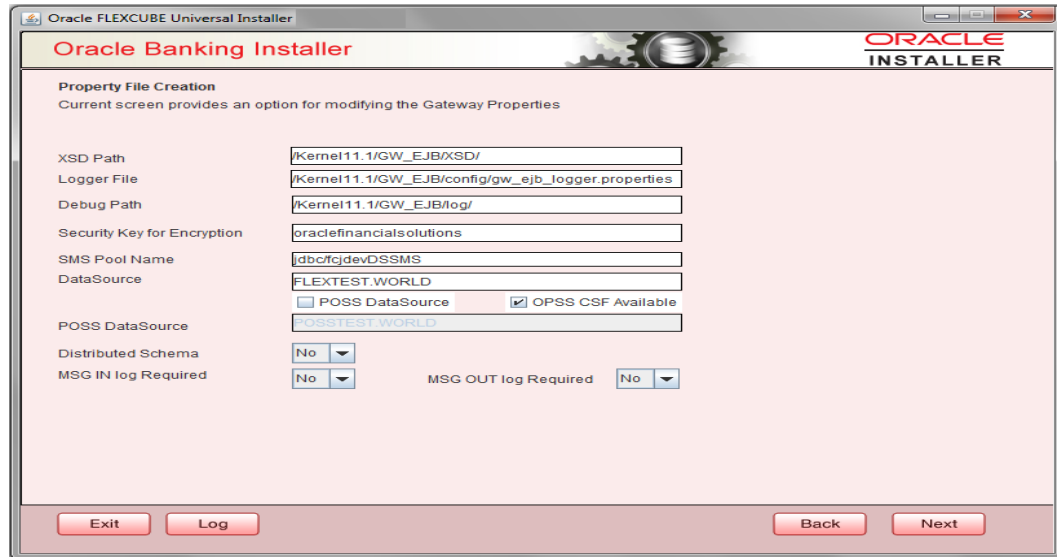 Oracle FLEXCUBE Universal Installer
Oracle Banking Installer
ORACLE
INSTALLER
Property File Creation
Current screen provides an option for modifying the Gateway Properties
XSD Path /Kernel11.1/GW_EJB/XSD/
Logger File /Kernel11.1/GW_EJB/config/gw_ejb_logger.properties
Debug Path /Kernel11.1/GW_EJB/log/
Security Key for Encryption oraclefinancialsolutions
SMS Pool Name jdbc/fcjdevDSSMS
DataSource FLEXTEST.WORLD
POSS DataSource OPSS CSF Available
POSS DataSource POSSTEST.WORLD
Distributed Schema No
MSG IN log Required No MSG OUT log Required No
Exit Log Back Next